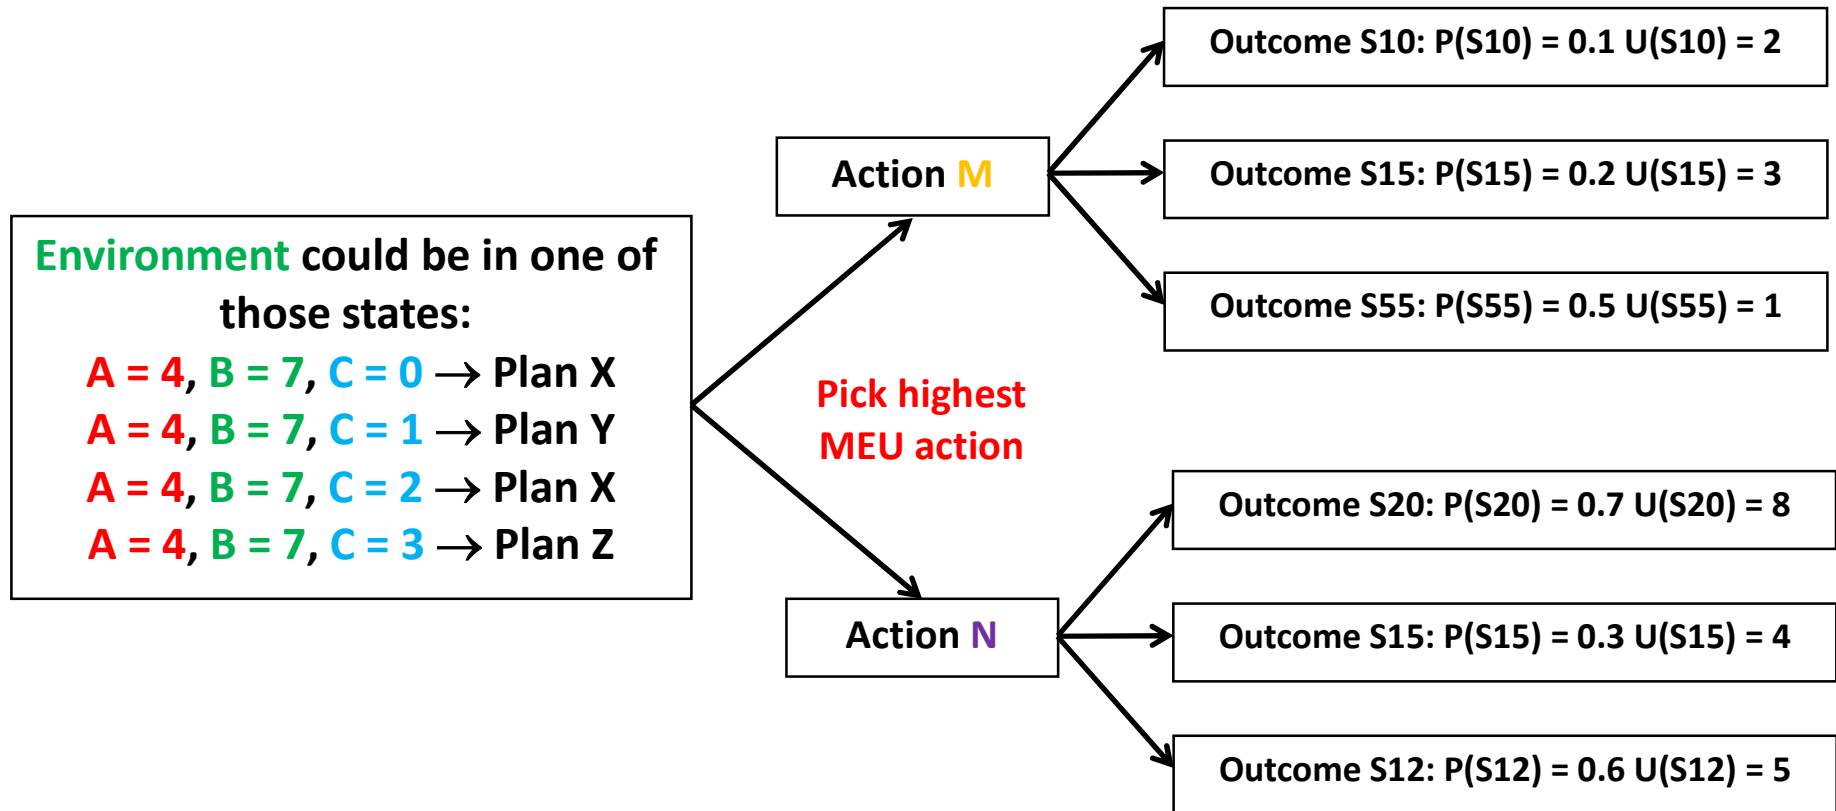 Environment could be in one of
those states:
A = 4, B = 7, C = 0 → Plan X
A = 4, B = 7, C = 1 → Plan Y
A = 4, B = 7, C = 2 → Plan X
A = 4, B = 7, C = 3 → Plan Z
Action M
Pick highest
MEU action
Action N
Outcome S10: P(S10) = 0.1 U(S10) = 2
Outcome S15: P(S15) = 0.2 U(S15) = 3
Outcome S55: P(S55) = 0.5 U(S55) = 1
Outcome S20: P(S20) = 0.7 U(S20) = 8
Outcome S15: P(S15) = 0.3 U(S15) = 4
Outcome S12: P(S12) = 0.6 U(S12) = 5